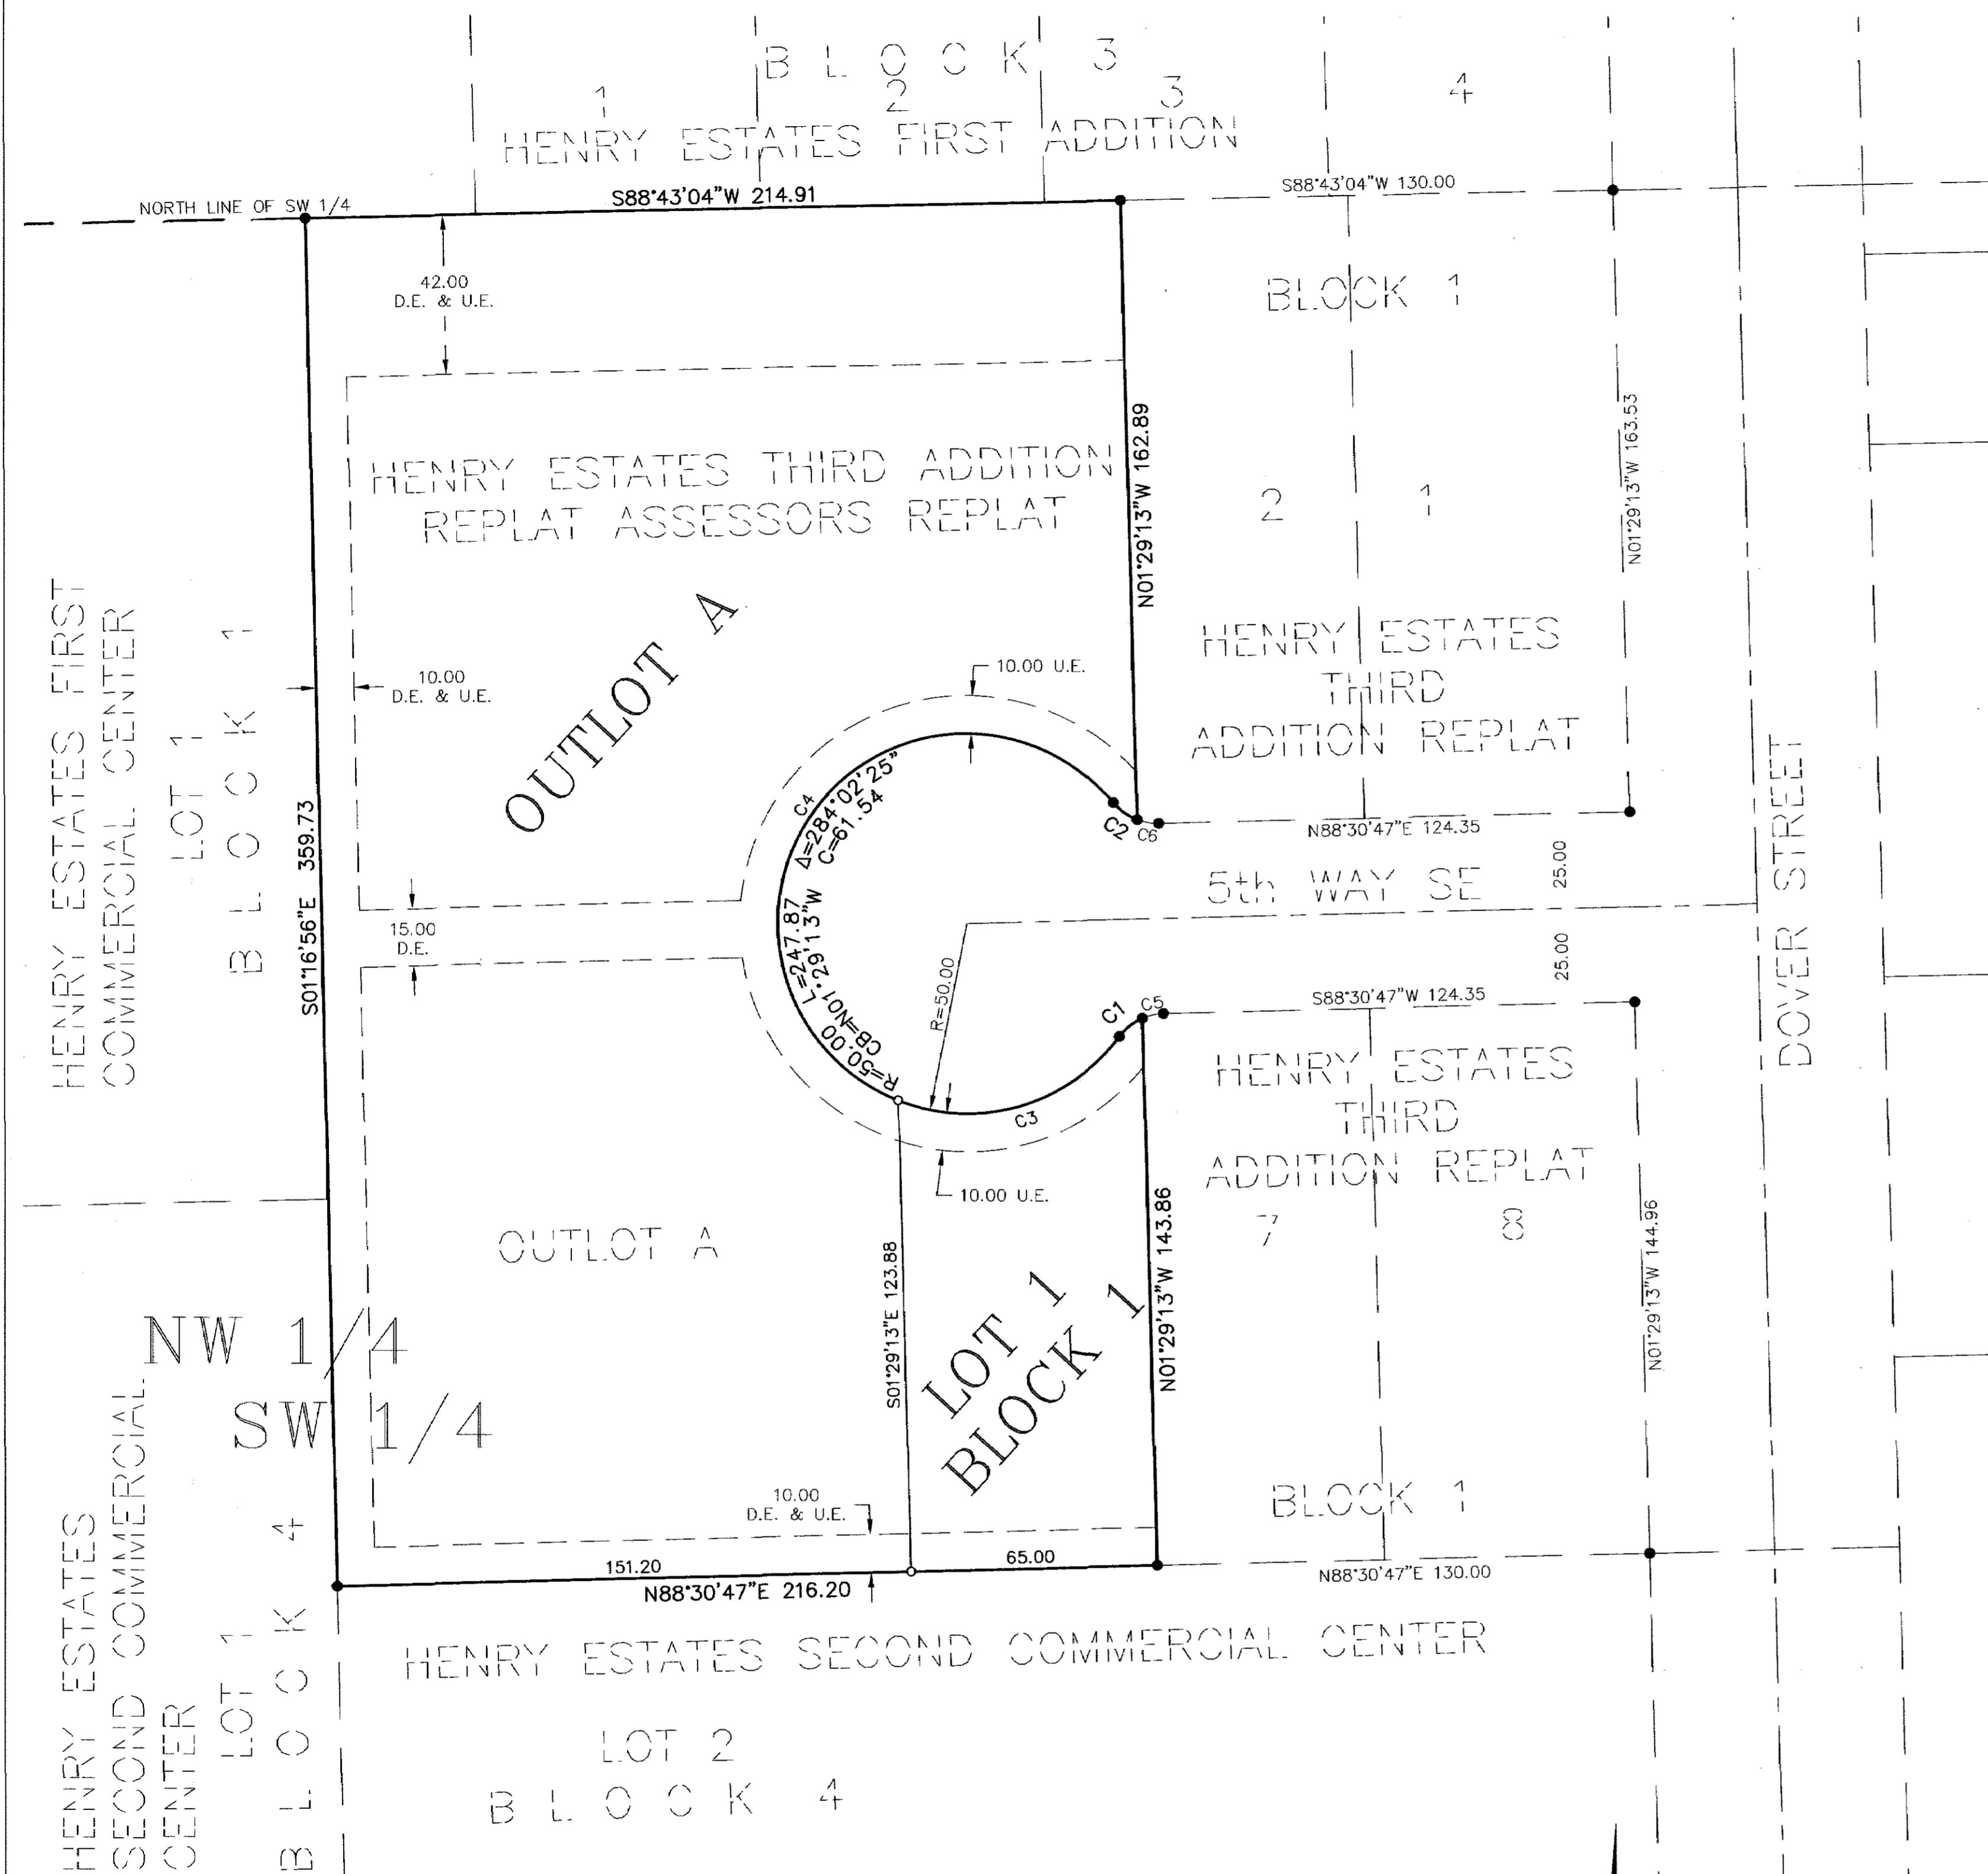 B L O C K 3
1
2
3
4
HENRY ESTATES FIRST ADDITION
NORTH LINE OF SW 1/4
S88°43'04"W 214.91
S88°43'04"W 130.00
42.00
D.E. & U.E.
BLOCK 1
HENRY ESTATES THIRD ADDITION
REPLAT ASSESSORS REPLAT
N01°29'13"W 162.89
N01°29'13"W 163.53
2
1
HENRY ESTATES FIRST
COMMERCIAL CENTER
LOT 1
B L O C K 1
OUTLOT A
10.00
D.E. & U.E.
10.00 U.E.
HENRY ESTATES
THIRD
ADDITION REPLAT
S01°16'56"E 359.73
C4
Δ=284°02'25"
C=61.54
L=247.87
CB=N01°29'13"W
R=50.00
C2
C6
N88°30'47"E 124.35
25.00
5th WAY SE
25.00
DOVER STREET
15.00
D.E.
R=50.00
C1
C5
S88°30'47"W 124.35
C3
10.00 U.E.
HENRY ESTATES
THIRD
ADDITION REPLAT
7
8
OUTLOT A
S01°29'13"E 123.88
N01°29'13"W 143.86
N01°29'13"W 144.96
LOT 1
BLOCK 1
NW 1/4
SW 1/4
10.00
D.E. & U.E.
BLOCK 1
151.20
65.00
N88°30'47"E 216.20
N88°30'47"E 130.00
HENRY ESTATES
SECOND COMMERCIAL
CENTER
LOT 1
B L O C K 4
HENRY ESTATES SECOND COMMERCIAL CENTER
LOT 2
B L O C K 4